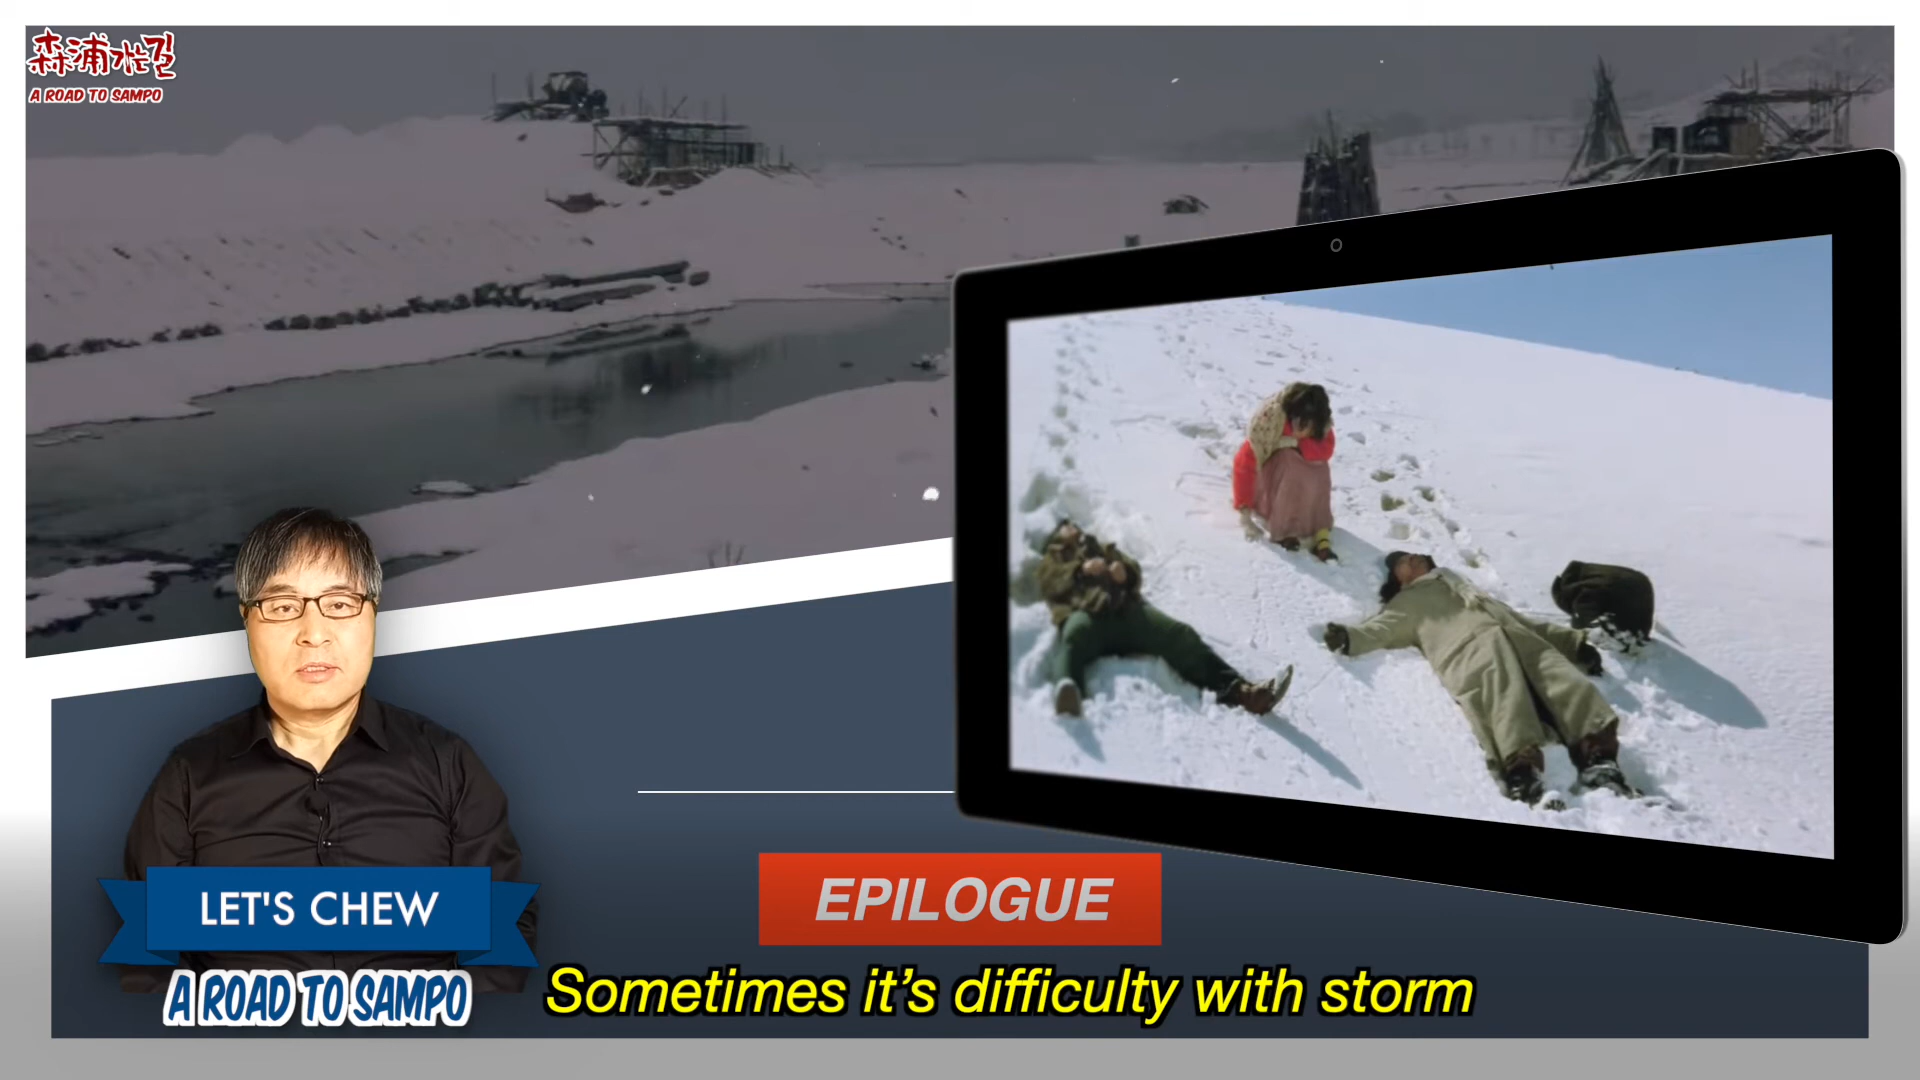 森浦가는길
A ROAD TO SAMPO
LET'S CHEW
A ROAD TO SAMPO
EPILOGUE
Sometimes it’s difficulty with storm